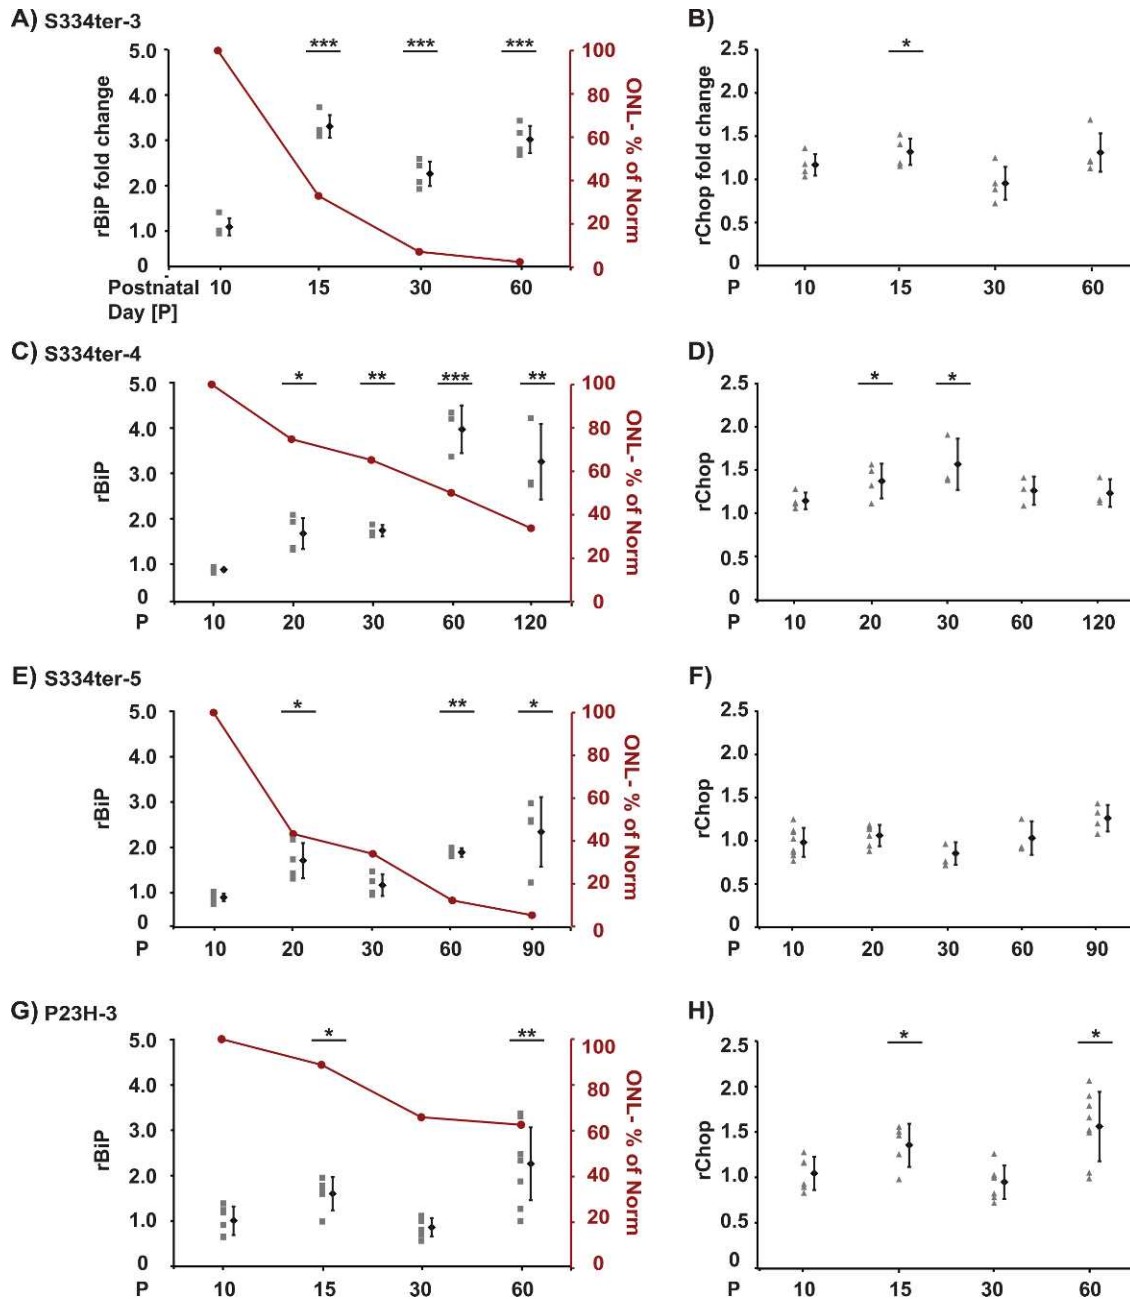 A) S334ter-3
B)
*** *** ***
*
5.0 4.0 3.0 2.0 1.0 0
rBiP fold change
100 80 60 40 20 0
ONL- % of Norm
2.5 2.0 1.5 1.0 0
rChop fold change
Postnatal Day [P]
10 15 30 60
P 10 15 30 60
C) S334ter-4
D)
* ** *** **
* *
5.0 4.0 3.0 2.0 1.0 0
rBiP
100 80 60 40 20 0
ONL- % of Norm
2.5 2.0 1.5 1.0 0
rChop
P 10 20 30 60 120
P 10 20 30 60 120
E) S334ter-5
F)
* ** *
5.0 4.0 3.0 2.0 1.0 0
rBiP
100 80 60 40 20 0
ONL- % of Norm
2.5 2.0 1.5 1.0 0.5 0
rChop
P 10 20 30 60 90
P 10 20 30 60 90
G) P23H-3
H)
* **
* *
5.0 4.0 3.0 2.0 1.0 0
rBiP
100 80 60 40 20 0
ONL- % of Norm
2.5 2.0 1.5 1.0 0.5 0
rChop
P 10 15 30 60
P 10 15 30 60